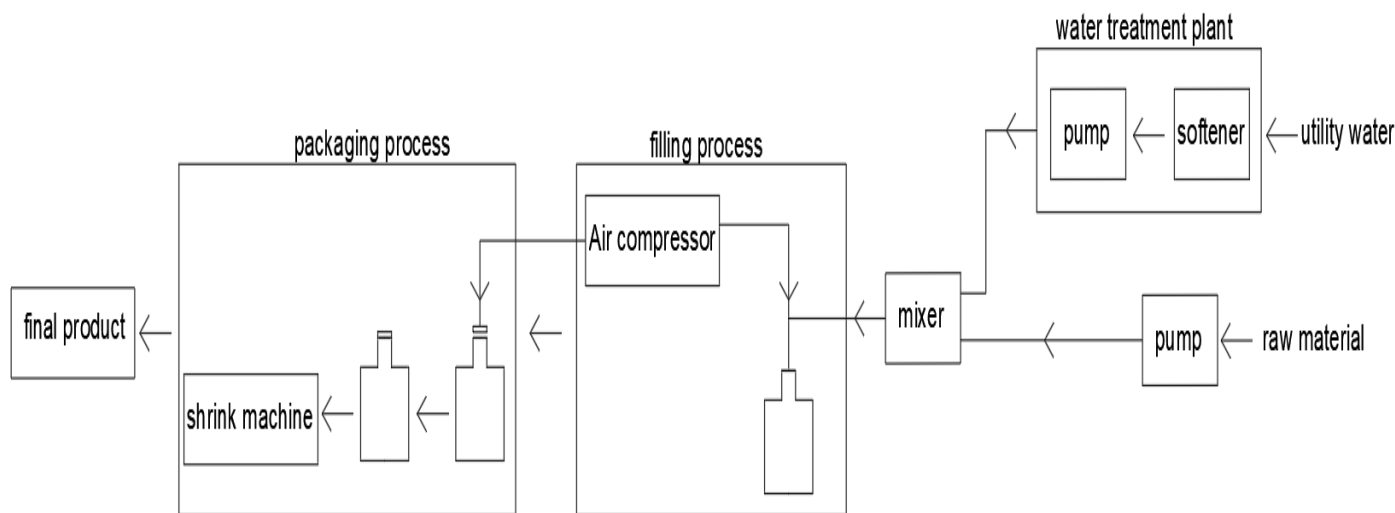 water treatment plant
pump
softener
utility water
packaging process
filling process
Air compressor
final product
mixer
pump
raw material
shrink machine